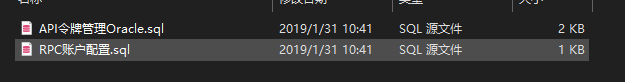 名称 修改日期 类型 大小
API令牌管理Oracle.sql 2019/1/31 10:41 SQL 源文件 2 KB
RPC账户配置.sql 2019/1/31 10:41 SQL 源文件 1 KB